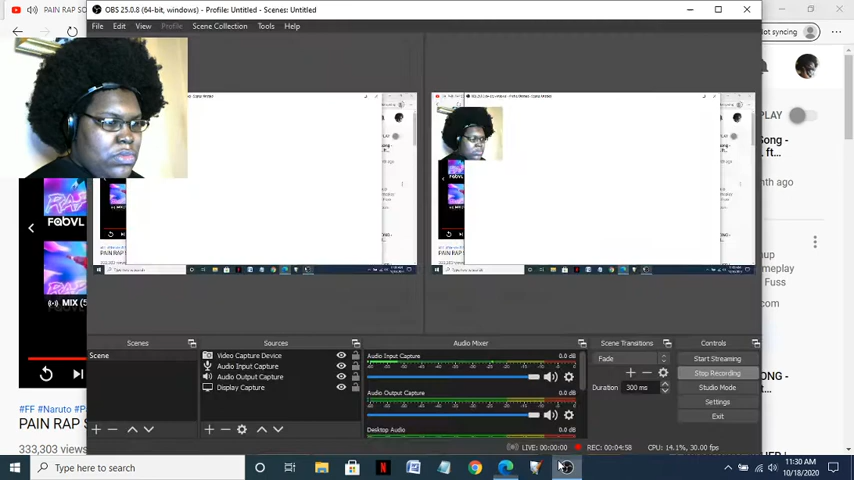 PAIN RAP S
OBS 25.0.8 (64-bit, windows) - Profile: Untitled - Scenes: Untitled
Not syncing
File Edit View Profile Scene Collection Tools Help
PLAY
Song -
. ft...
nth ago
FABVL
MIX (5
nup
meplay
Fuss
.com
ONG -
#FF #Naruto #Pa
PAIN RAP S
333,303 views
Scenes
Sources
Audio Mixer
Scene Transitions
Controls
Scene
Video Capture Device
Audio Input Capture
Audio Output Capture
Display Capture
Audio Input Capture 0.0 dB
Audio Output Capture 0.0 dB
Desktop Audio 0.0 dB
Fade
Duration 300 ms
Start Streaming
Stop Recording
Studio Mode
Settings
Exit
LIVE: 00:00:00 REC: 00:04:58 CPU: 14.1%, 30.00 fps
Type here to search
11:30 AM
10/18/2020